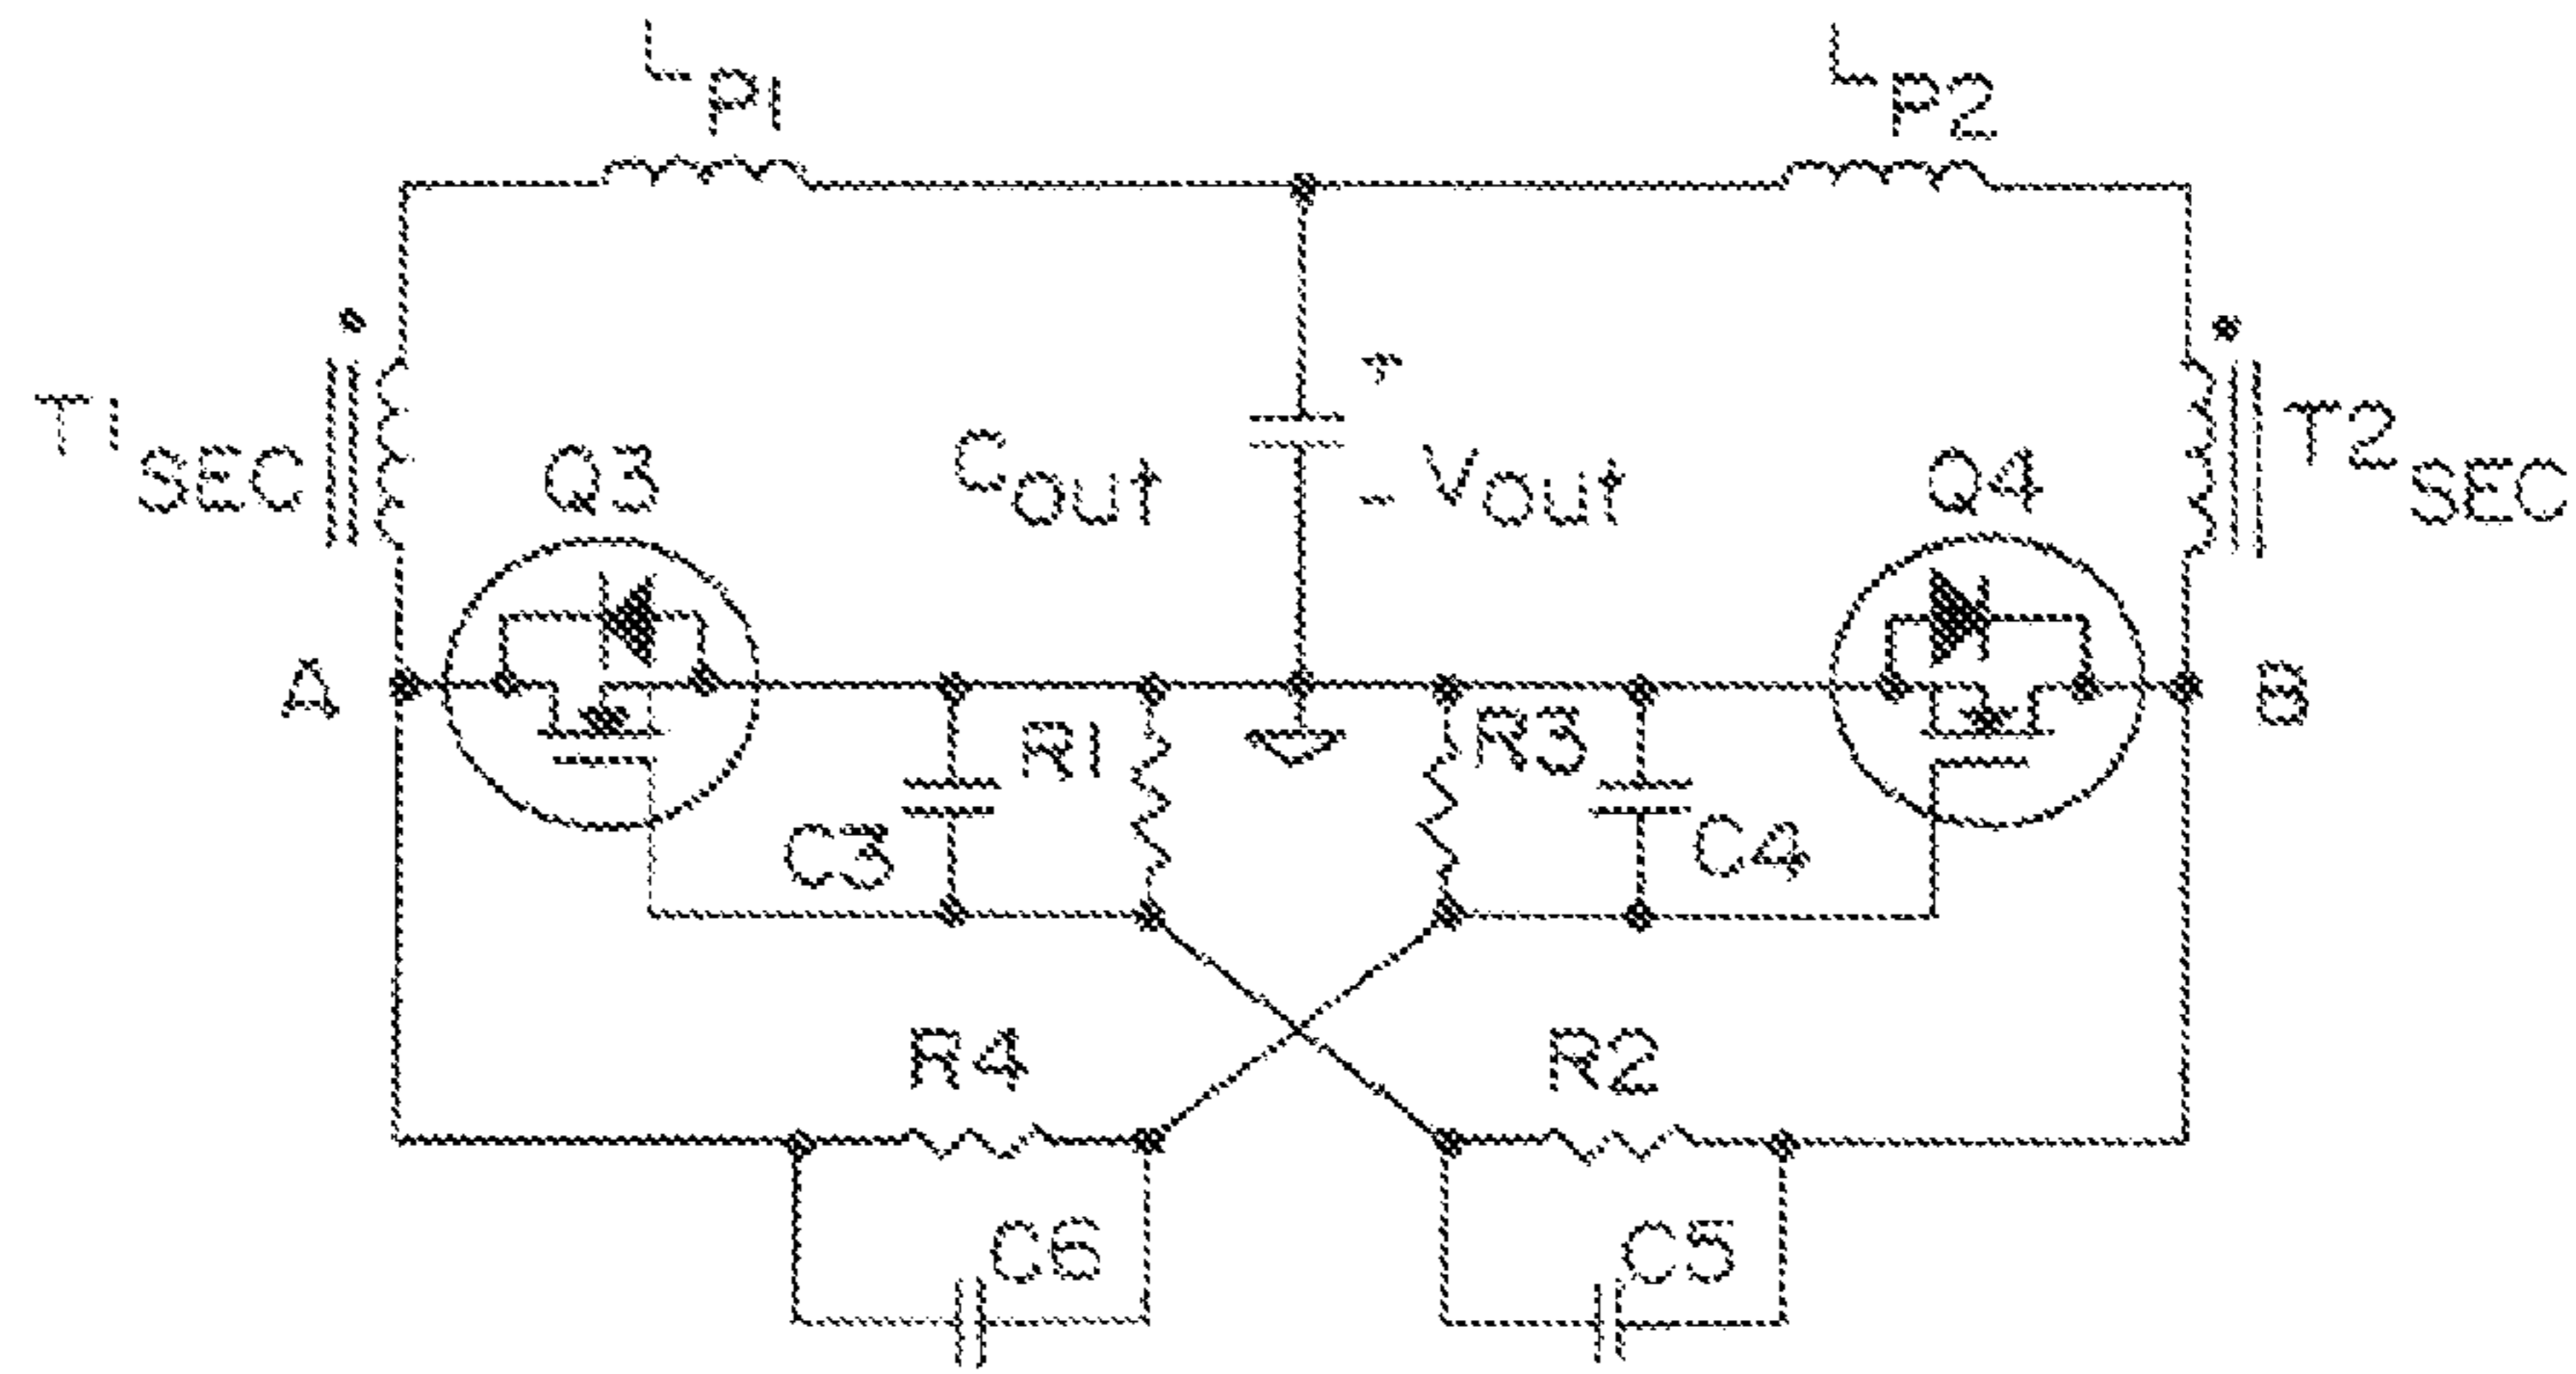 LP1
LP2
T1SEC
Q3
Cout
+
- Vout
Q4
T2SEC
A
B
R1
R3
C3
C4
R4
R2
C6
C5